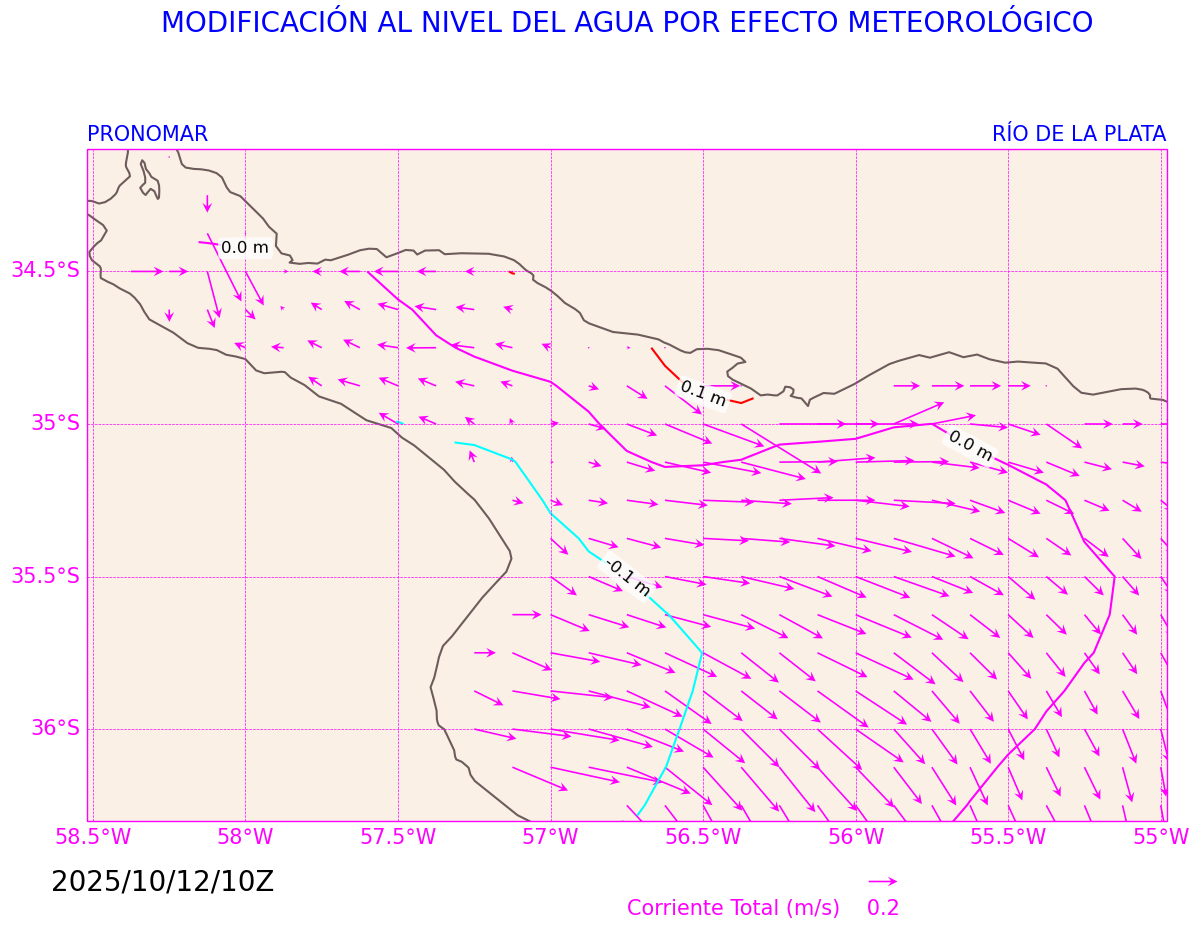 MODIFICACIÓN AL NIVEL DEL AGUA POR EFECTO METEOROLÓGICO
PRONOMAR
RÍO DE LA PLATA
0.0 m
34.5°S
0.1 m
35°S
0.0 m
-0.1 m
35.5°S
36°S
58.5°W 58°W 57.5°W 57°W 56.5°W 56°W 55.5°W 55°W
2025/10/12/10Z
Corriente Total (m/s) 0.2